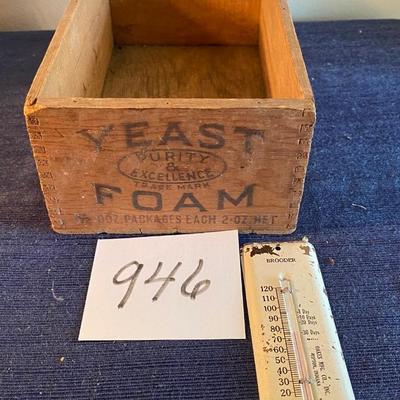 YEAST
PURITY
&
EXCELLENCE
TRADE MARK
FOAM
DOZ. PACKAGES EACH 2-OZ. NET
946
BROODER
120
110
100
90
80
70
60
50
40
30
20